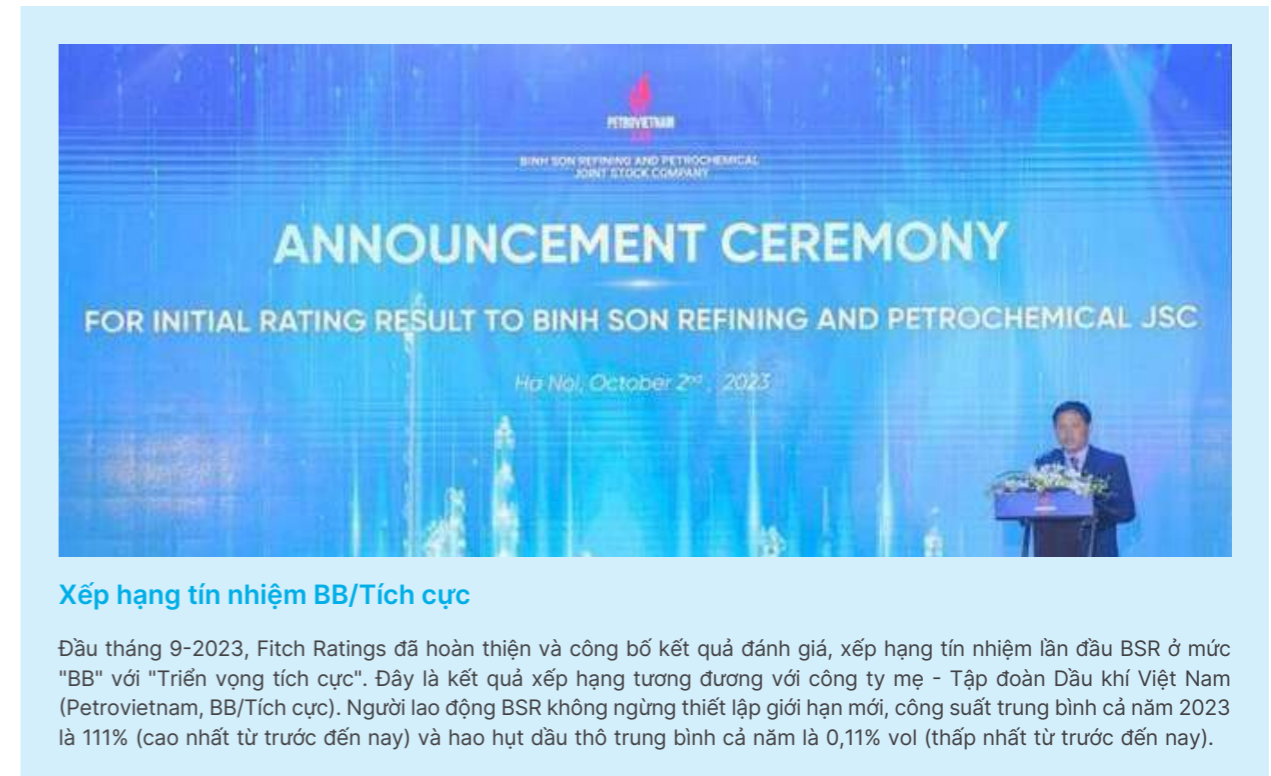 PETROVIETNAM
BINH SON REFINING AND PETROCHEMICAL
JOINT STOCK COMPANY
ANNOUNCEMENT CEREMONY
FOR INITIAL RATING RESULT TO BINH SON REFINING AND PETROCHEMICAL JSC
Ha Noi, October 2nd, 2023
Xếp hạng tín nhiệm BB/Tích cực
Đầu tháng 9-2023, Fitch Ratings đã hoàn thiện và công bố kết quả đánh giá, xếp hạng tín nhiệm lần đầu BSR ở mức
"BB" với "Triển vọng tích cực". Đây là kết quả xếp hạng tương đương với công ty mẹ - Tập đoàn Dầu khí Việt Nam
(Petrovietnam, BB/Tích cực). Người lao động BSR không ngừng thiết lập giới hạn mới, công suất trung bình cả năm 2023
là 111% (cao nhất từ trước đến nay) và hao hụt dầu thô trung bình cả năm là 0,11% vol (thấp nhất từ trước đến nay).